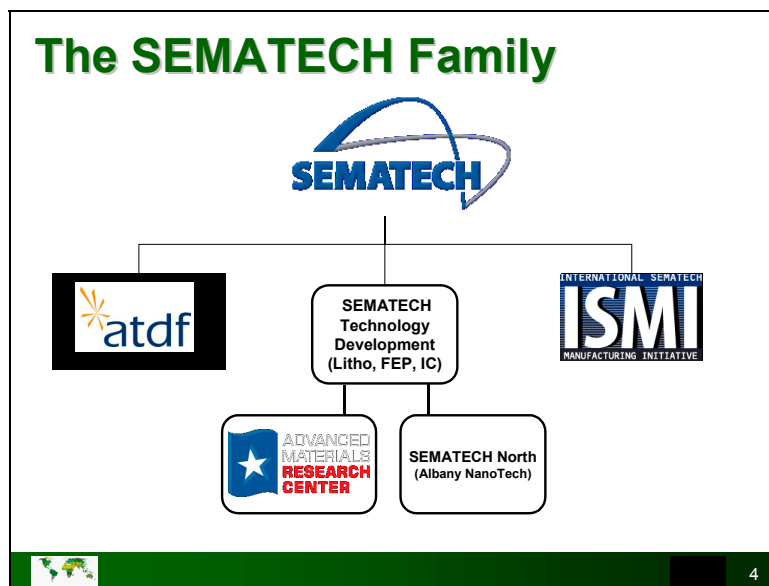 The SEMATECH Family
SEMATECH
atdf
SEMATECH
Technology
Development
(Litho, FEP, IC)
INTERNATIONAL SEMATECH
ISMI
MANUFACTURING INITIATIVE
ADVANCED
MATERIALS
RESEARCH
CENTER
SEMATECH North
(Albany NanoTech)
4